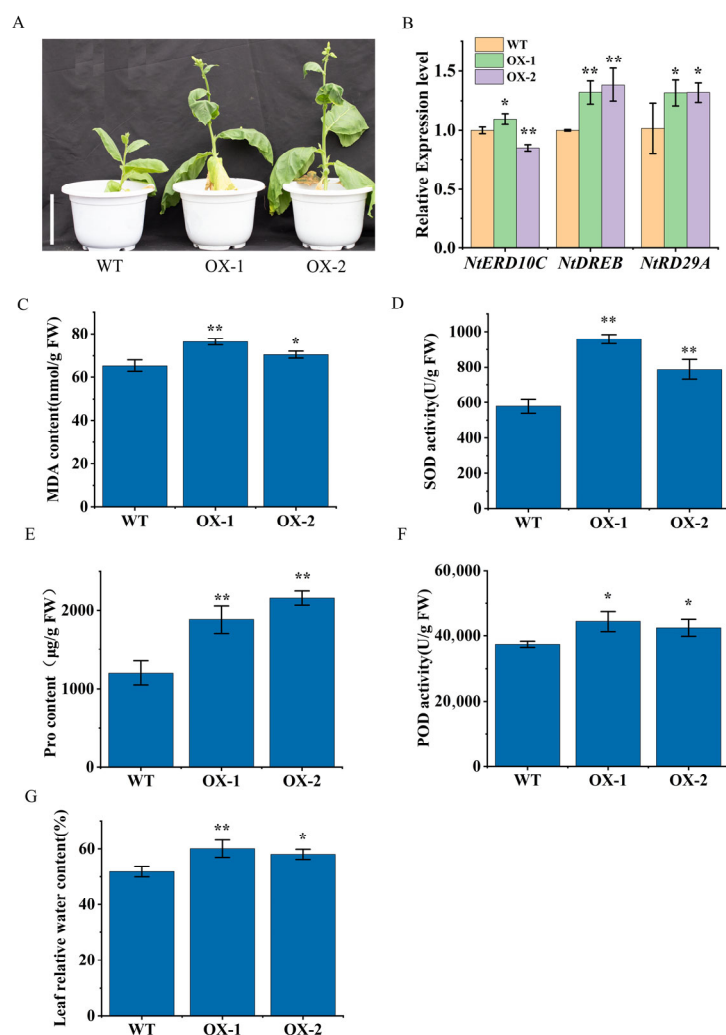 A
WT
OX-1
OX-2
B
Relative Expression level
1.5
1.0
0.5
0.0
WT
OX-1
OX-2
*
**
**
**
*
*
NtERD10C
NtDREB
NtRD29A
C
MDA content(nmol/g FW)
80
60
40
20
0
**
*
WT
OX-1
OX-2
D
SOD activity(U/g FW)
1000
800
600
400
200
0
**
**
WT
OX-1
OX-2
E
Pro content（μg/g FW）
2000
1000
0
**
**
WT
OX-1
OX-2
F
POD activity(U/g FW)
60,000
40,000
20,000
0
*
*
WT
OX-1
OX-2
G
Leaf relative water content(%)
60
40
20
0
**
*
WT
OX-1
OX-2